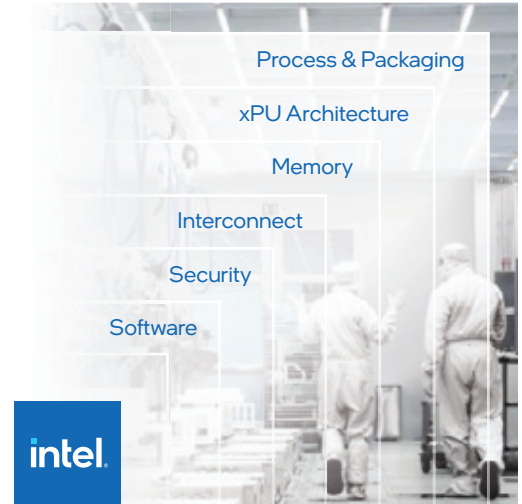 Process & Packaging
xPU Architecture
Memory
Interconnect
Security
Software
intel.